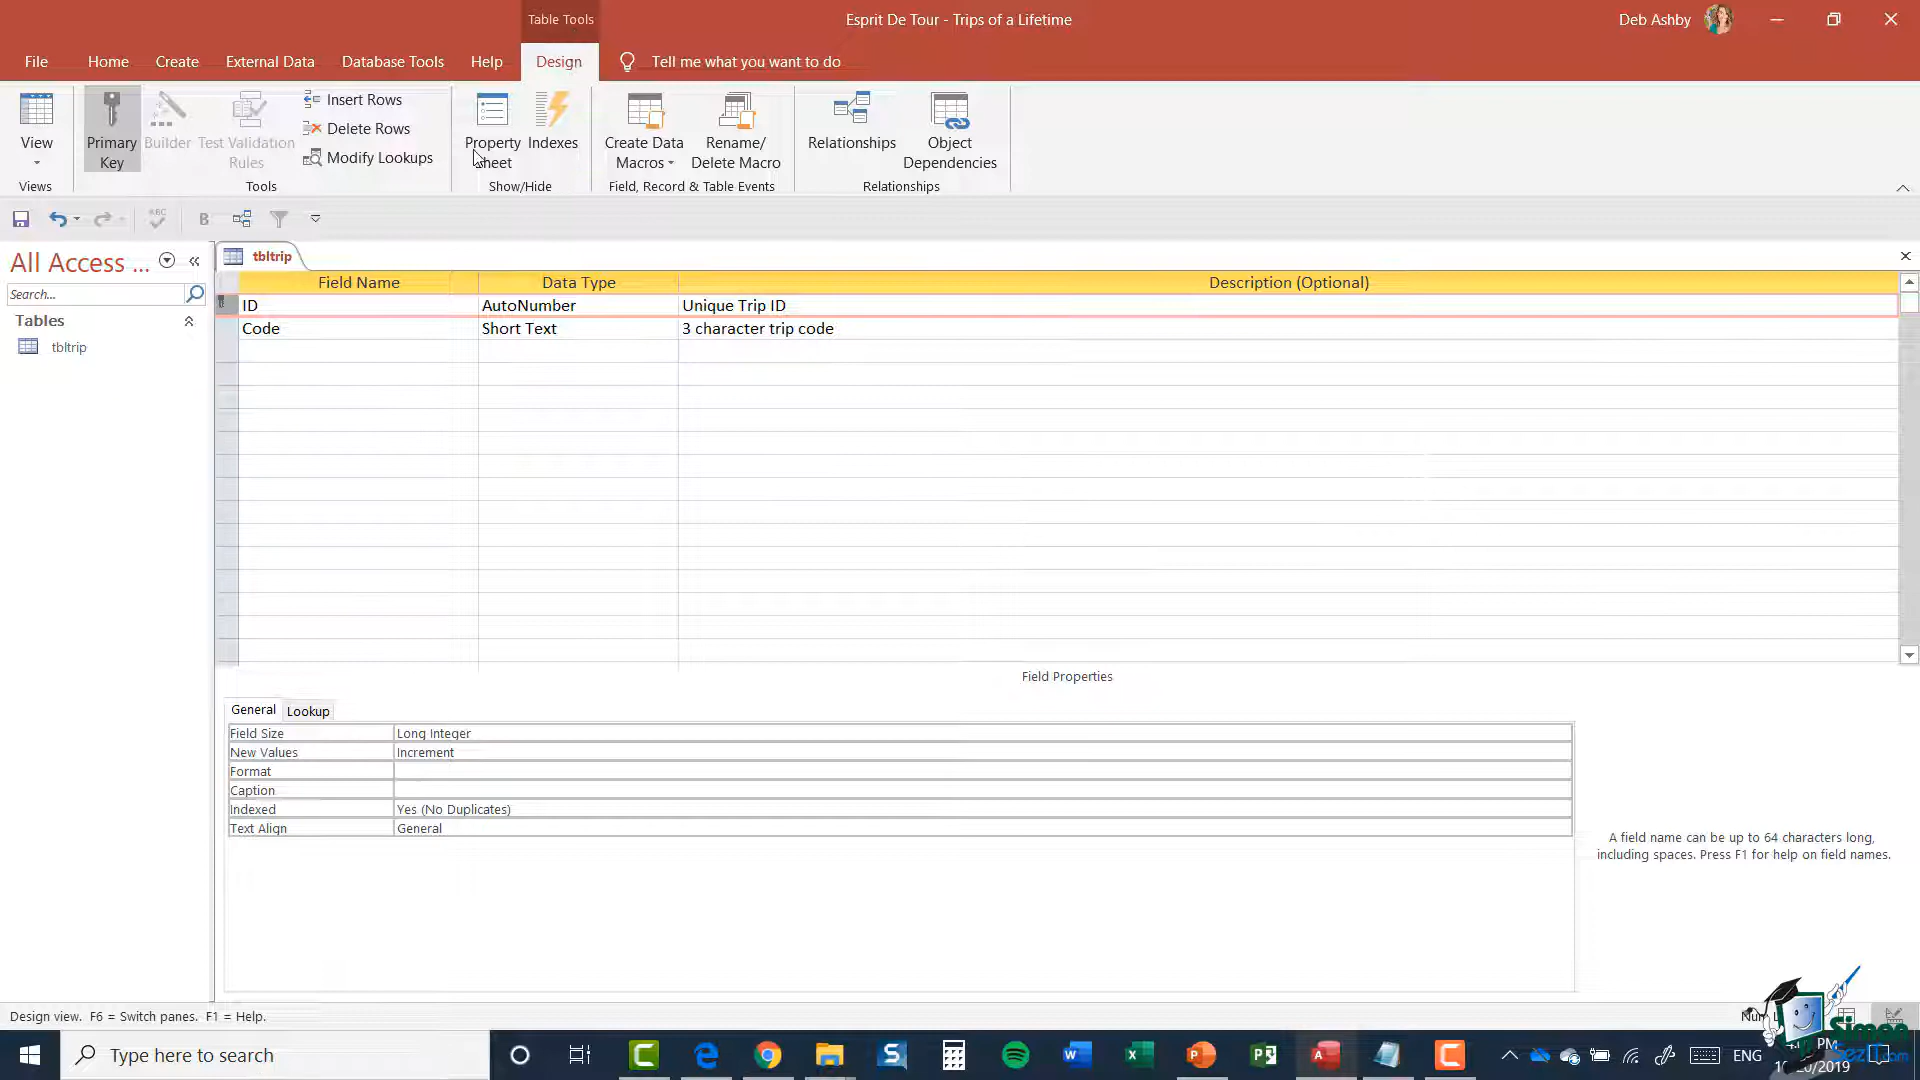 Table Tools
Esprit De Tour - Trips of a Lifetime
Deb Ashby
File
Home
Create
External Data
Database Tools
Help
Design
Tell me what you want to do
View
Primary Key
Builder
Test Validation Rules
Insert Rows
Delete Rows
Modify Lookups
Property Sheet
Indexes
Create Data Macros
Rename/ Delete Macro
Relationships
Object Dependencies
Views
Tools
Show/Hide
Field, Record & Table Events
Relationships
ABC
B
All Access ...
Search...
Tables
tbltrip
tbltrip
Field Name Data Type Description (Optional)
ID AutoNumber Unique Trip ID
Code Short Text 3 character trip code
Field Properties
General Lookup
Field Size Long Integer
New Values Increment
Format
Caption
Indexed Yes (No Duplicates)
Text Align General
A field name can be up to 64 characters long,
including spaces. Press F1 for help on field names.
Design view. F6 = Switch panes. F1 = Help.
Type here to search
ENG
PM
Simon
SezIt.com